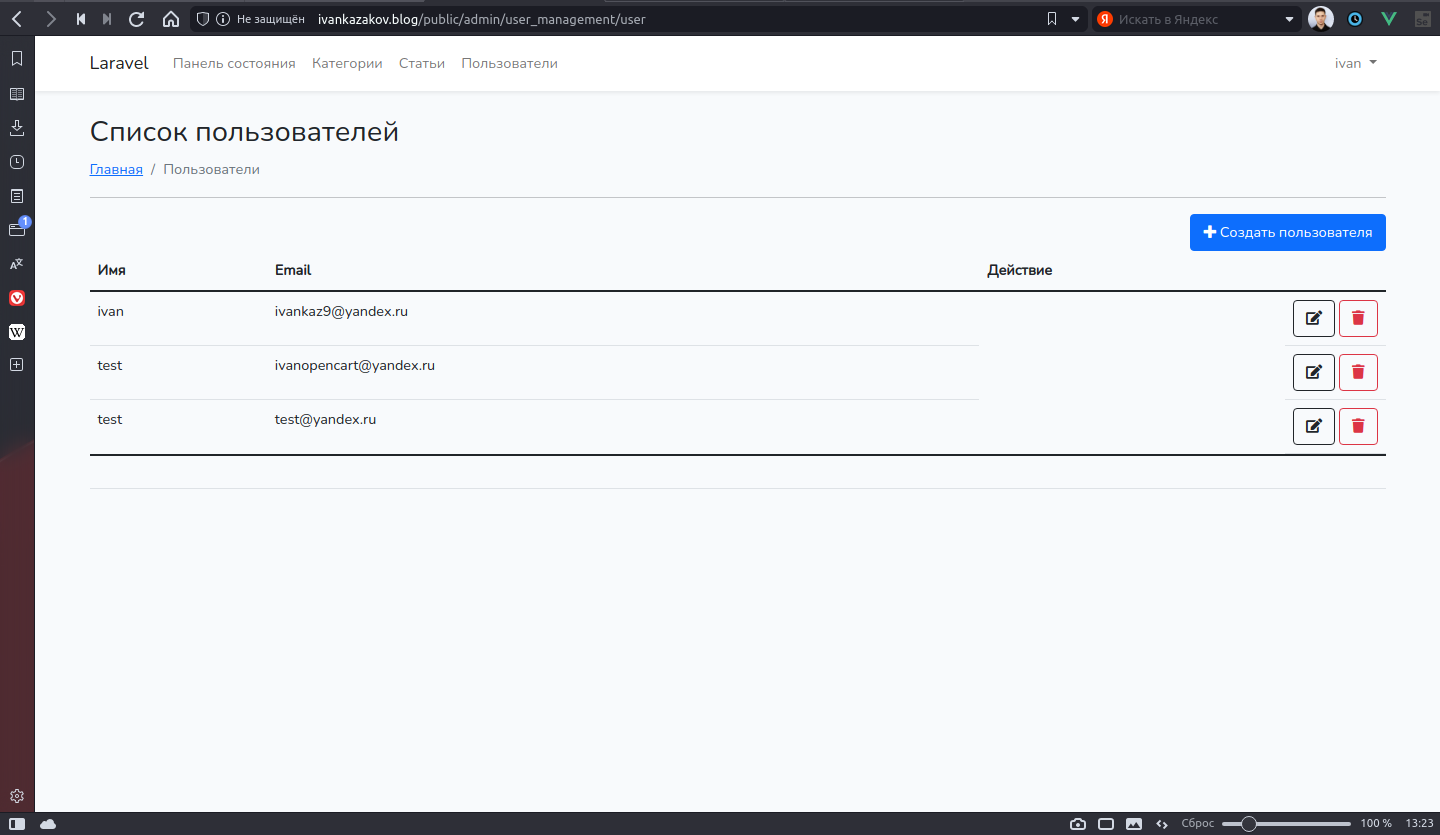 Не защищён ivankazakov.blog/public/admin/user_management/user Я Искать в Яндекс
Laravel Панель состояния Категории Статьи Пользователи ivan
Список пользователей
Главная / Пользователи
Создать пользователя
Имя Email Действие
ivan ivankaz9@yandex.ru
test ivanopencart@yandex.ru
test test@yandex.ru
1
W
Сброс 100 % 13:23